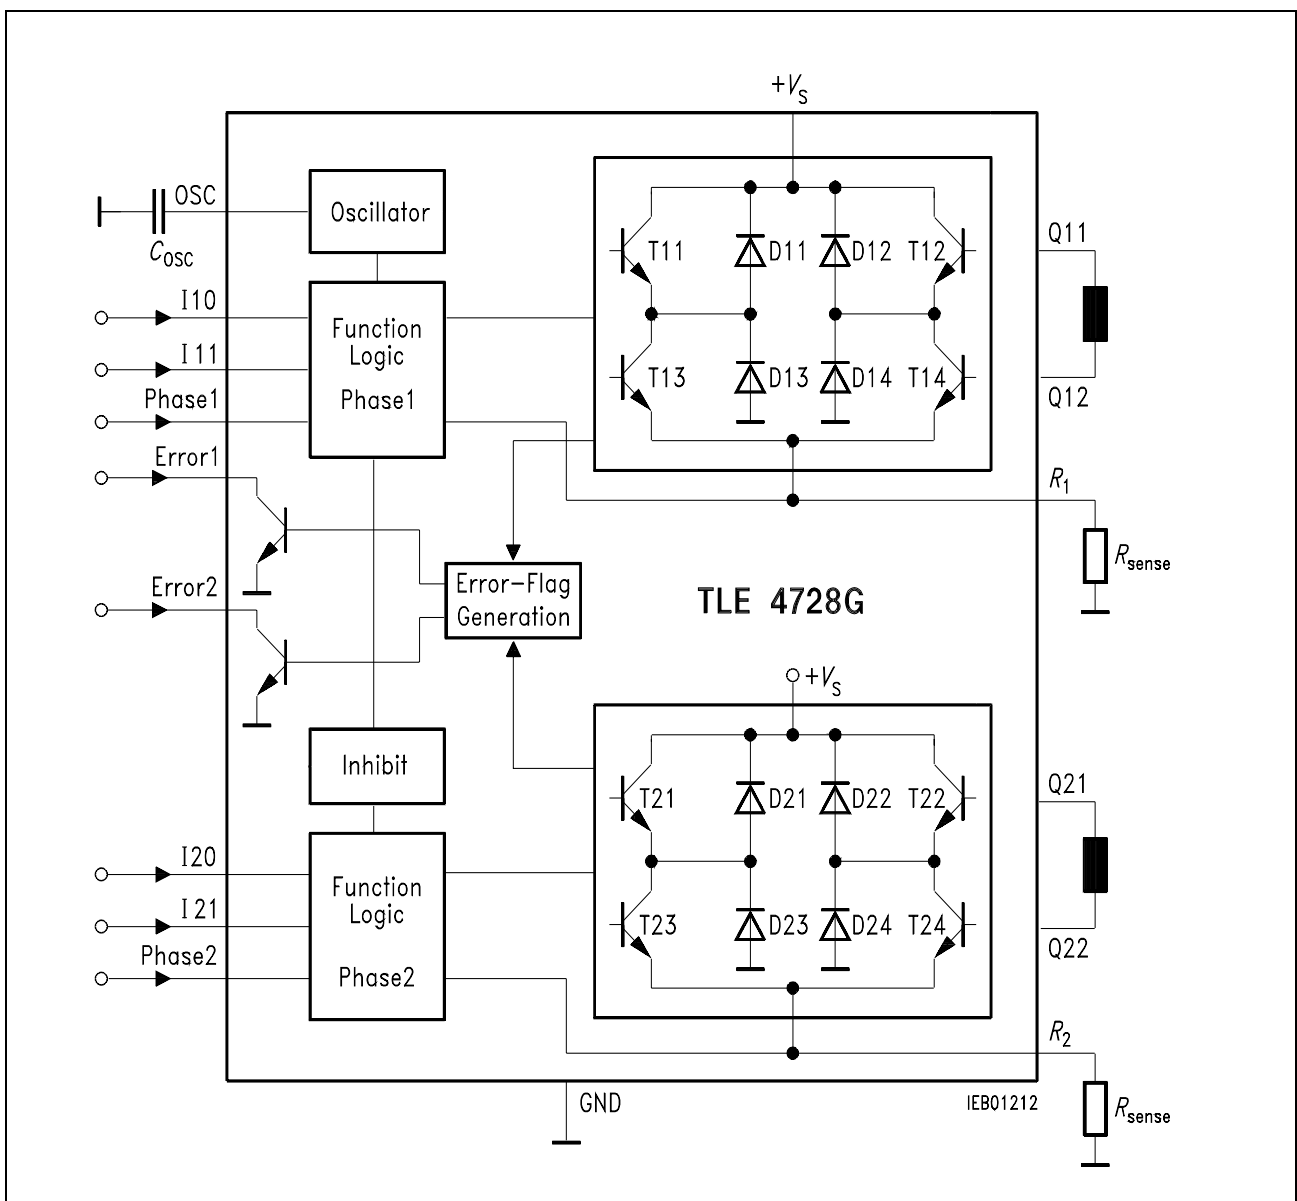 +VS
OSC
COSC
Oscillator
I10
I11
Phase1
Function
Logic
Phase1
T11
D11
D12
T12
T13
D13
D14
T14
Q11
Q12
Error1
Error2
Error-Flag
Generation
R1
Rsense
TLE 4728G
+VS
Inhibit
T21
D21
D22
T22
T23
D23
D24
T24
Q21
Q22
I20
I21
Phase2
Function
Logic
Phase2
R2
Rsense
GND
IEB01212